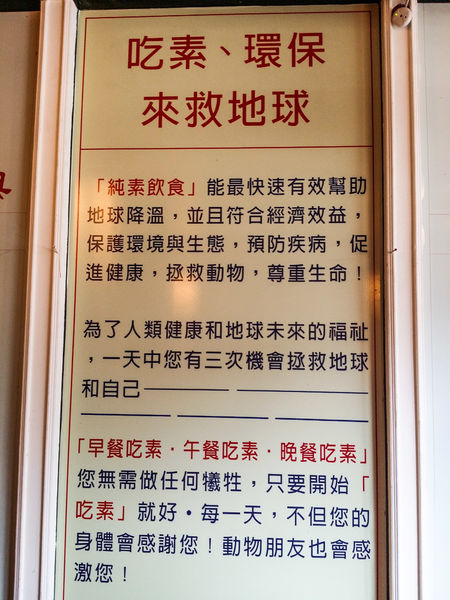 吃素、環保
來救地球
「純素飲食」能最快速有效幫助
地球降溫，並且符合經濟效益，
保護環境與生態，預防疾病，促
進健康，拯救動物，尊重生命！
為了人類健康和地球未來的福祉
，一天中您有三次機會拯救地球
和自己
「早餐吃素·午餐吃素·晚餐吃素」
您無需做任何犧牲，只要開始「
吃素」就好·每一天，不但您的
身體會感謝您！動物朋友也會感
激您！